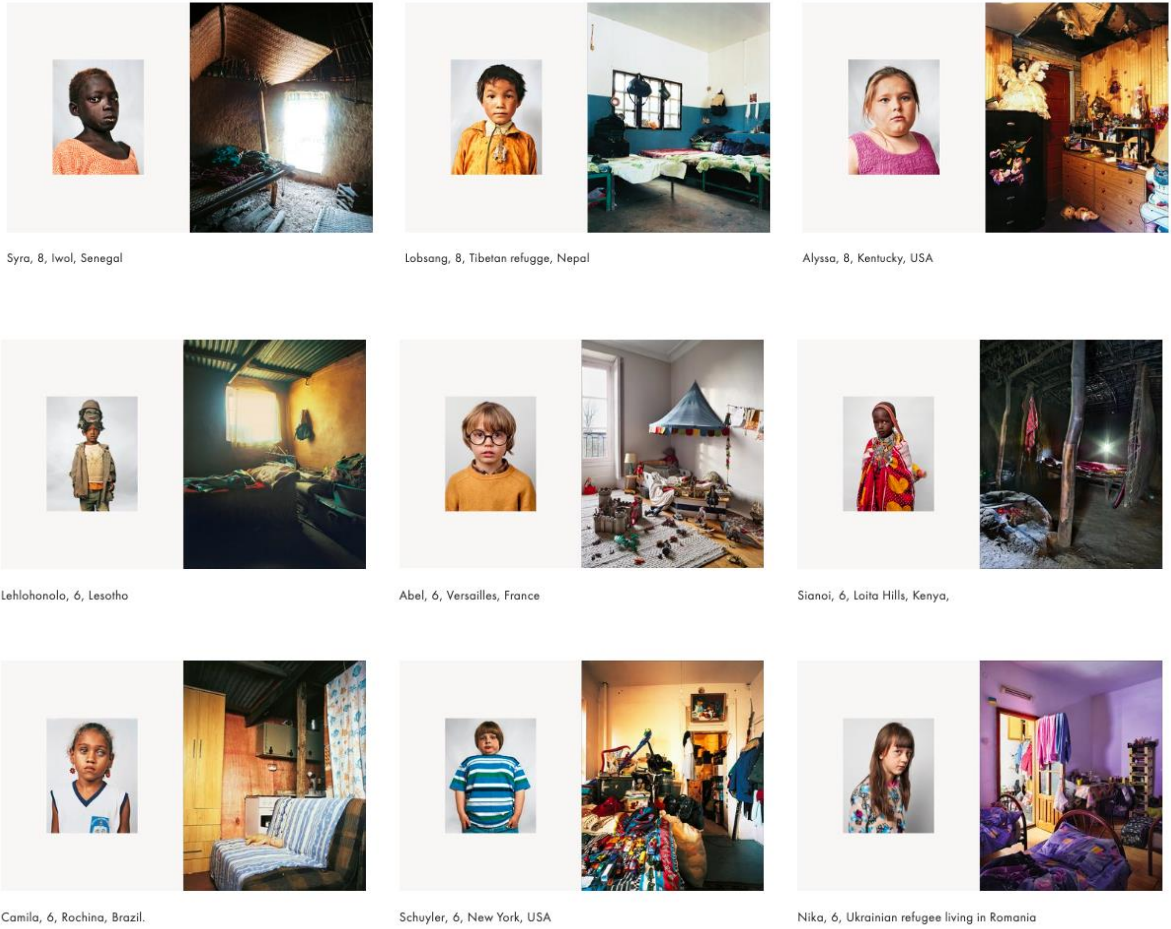 Syra, 8, Iwol, Senegal
Lobsang, 8, Tibetan refugge, Nepal
Alyssa, 8, Kentucky, USA
Lehlohonolo, 6, Lesotho
Abel, 6, Versailles, France
Sianoi, 6, Loita Hills, Kenya,
Camila, 6, Rochina, Brazil.
Schuyler, 6, New York, USA
Nika, 6, Ukrainian refugee living in Romania